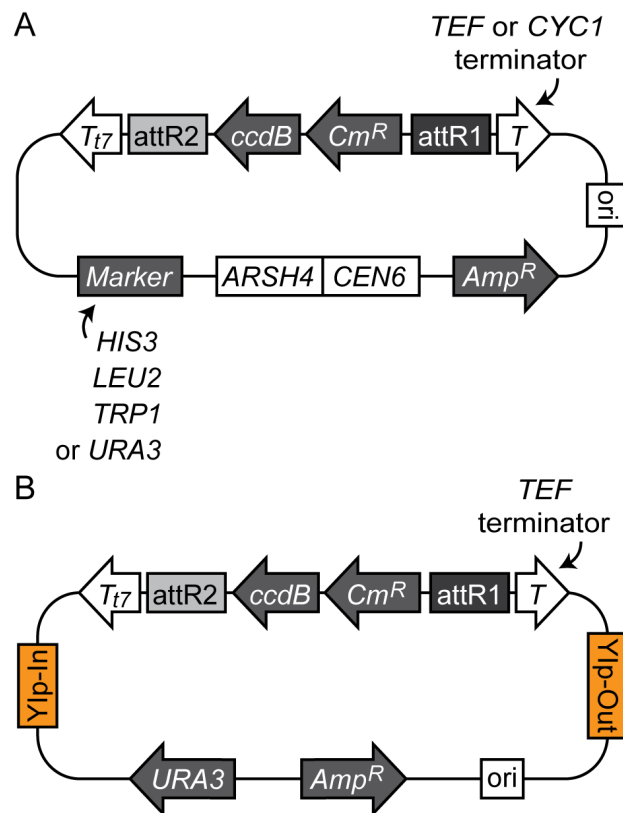 A
TEF or CYC1
terminator
Tt7 attR2 ccdB CmR attR1 T
ori
Marker ARSH4 CEN6 AmpR
HIS3
LEU2
TRP1
or URA3
B
TEF
terminator
Tt7 attR2 ccdB CmR attR1 T
YIp-In
YIp-Out
URA3 AmpR ori